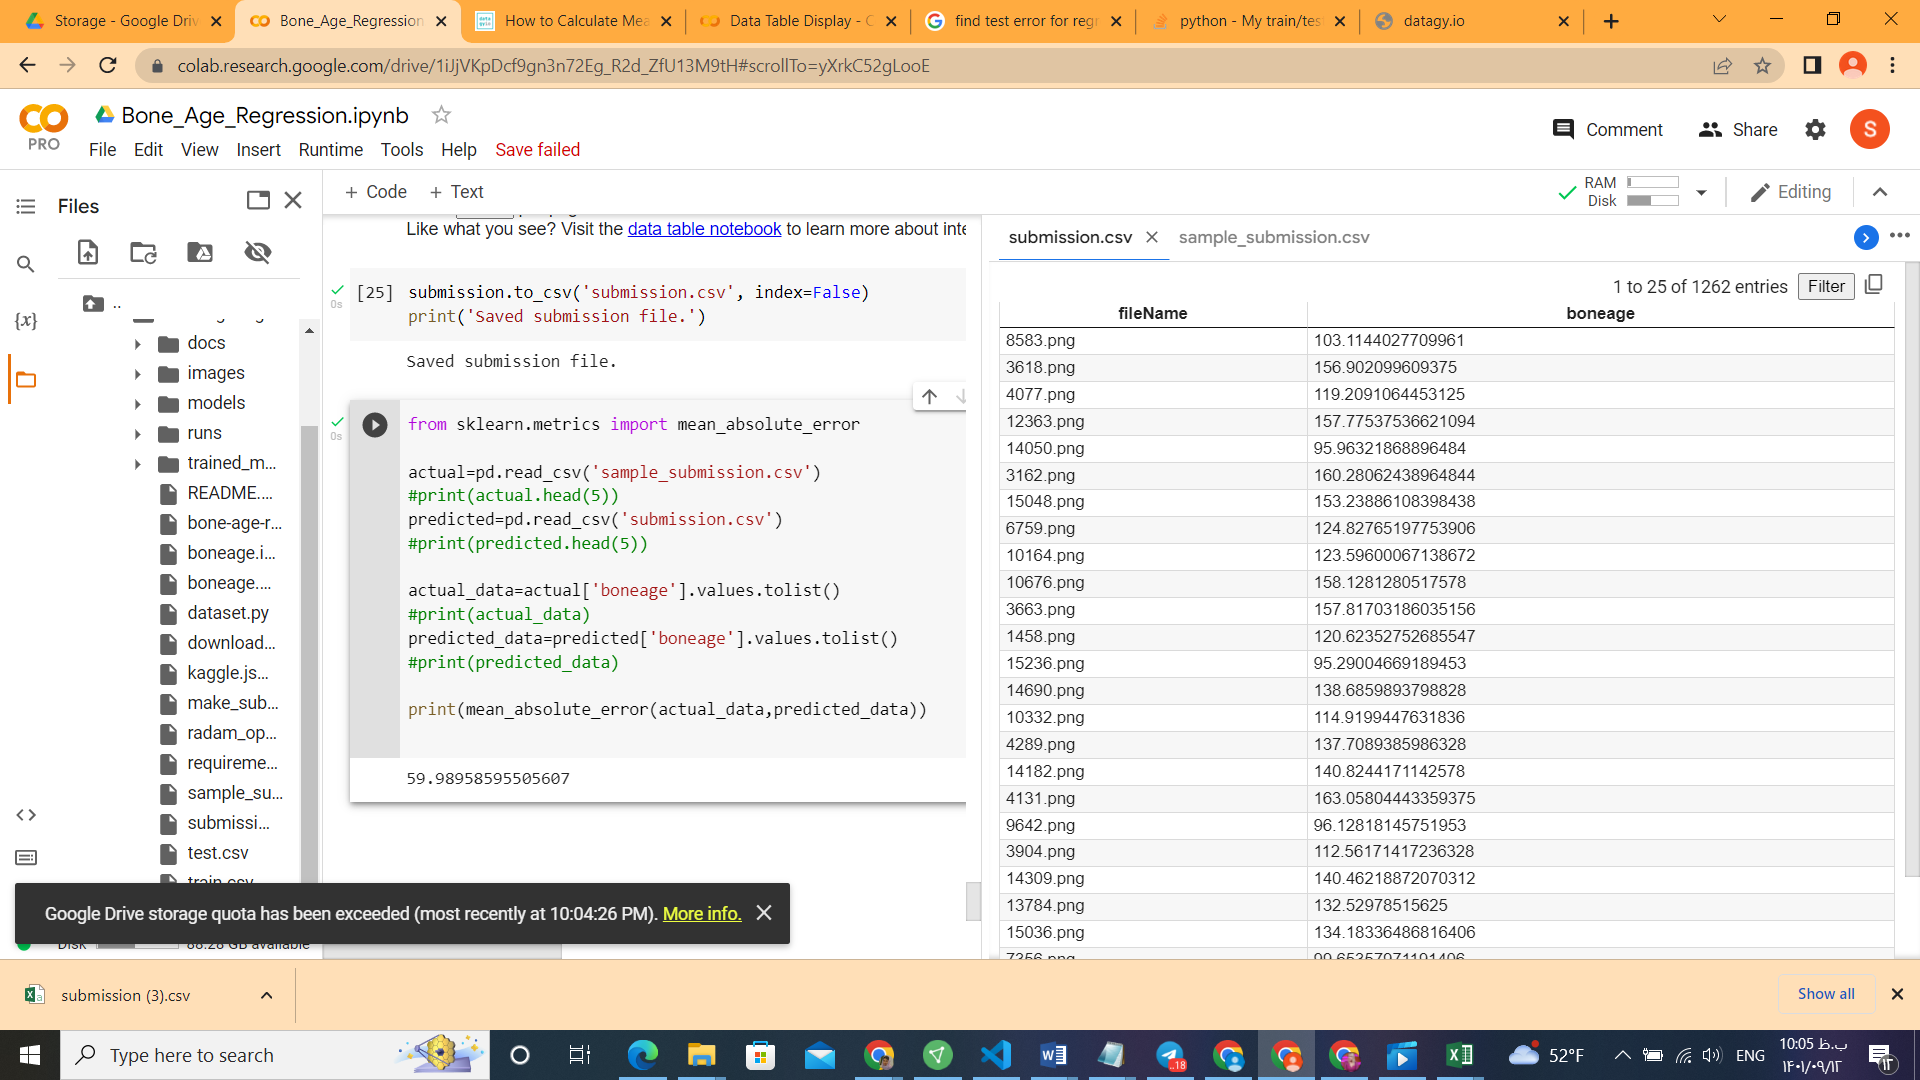 Storage - Google Driv
Bone_Age_Regression
How to Calculate Mea
Data Table Display - C
find test error for regr
python - My train/test
datagy.io
colab.research.google.com/drive/1iJjVKpDcf9gn3n72Eg_R2d_ZfU13M9tH#scrollTo=yXrkC52gLooE
PRO
Bone_Age_Regression.ipynb
File Edit View Insert Runtime Tools Help Save failed
Comment
Share
S
Files
+ Code + Text
RAM
Disk
Editing
..
docs
images
models
runs
trained_m...
README....
bone-age-r...
boneage.i...
boneage....
dataset.py
download...
kaggle.js...
make_sub...
radam_op...
requireme...
sample_su...
submissi...
test.csv
train.csv
Disk 88.28 GB available
Like what you see? Visit the data table notebook to learn more about inte
0s
[25] submission.to_csv('submission.csv', index=False)
print('Saved submission file.')
Saved submission file.
0s
from sklearn.metrics import mean_absolute_error
actual=pd.read_csv('sample_submission.csv')
#print(actual.head(5))
predicted=pd.read_csv('submission.csv')
#print(predicted.head(5))
actual_data=actual['boneage'].values.tolist()
#print(actual_data)
predicted_data=predicted['boneage'].values.tolist()
#print(predicted_data)
print(mean_absolute_error(actual_data,predicted_data))
59.98958595505607
submission.csv
sample_submission.csv
1 to 25 of 1262 entries Filter
fileName boneage
8583.png 103.1144027709961
3618.png 156.902099609375
4077.png 119.2091064453125
12363.png 157.77537536621094
14050.png 95.96321868896484
3162.png 160.28062438964844
15048.png 153.23886108398438
6759.png 124.82765197753906
10164.png 123.59600067138672
10676.png 158.1281280517578
3663.png 157.81703186035156
1458.png 120.62352752685547
15236.png 95.29004669189453
14690.png 138.6859893798828
10332.png 114.9199447631836
4289.png 137.7089385986328
14182.png 140.8244171142578
4131.png 163.05804443359375
9642.png 96.12818145751953
3904.png 112.56171417236328
14309.png 140.46218872070312
13784.png 132.52978515625
15036.png 134.18336486816406
7356.png 99.65357971191406
Google Drive storage quota has been exceeded (most recently at 10:04:26 PM). More info.
submission (3).csv
Show all
Type here to search
..18
52°F
ENG
10:05 ب.ظ
۱۴۰۱/۰۹/۱۳
۱۳